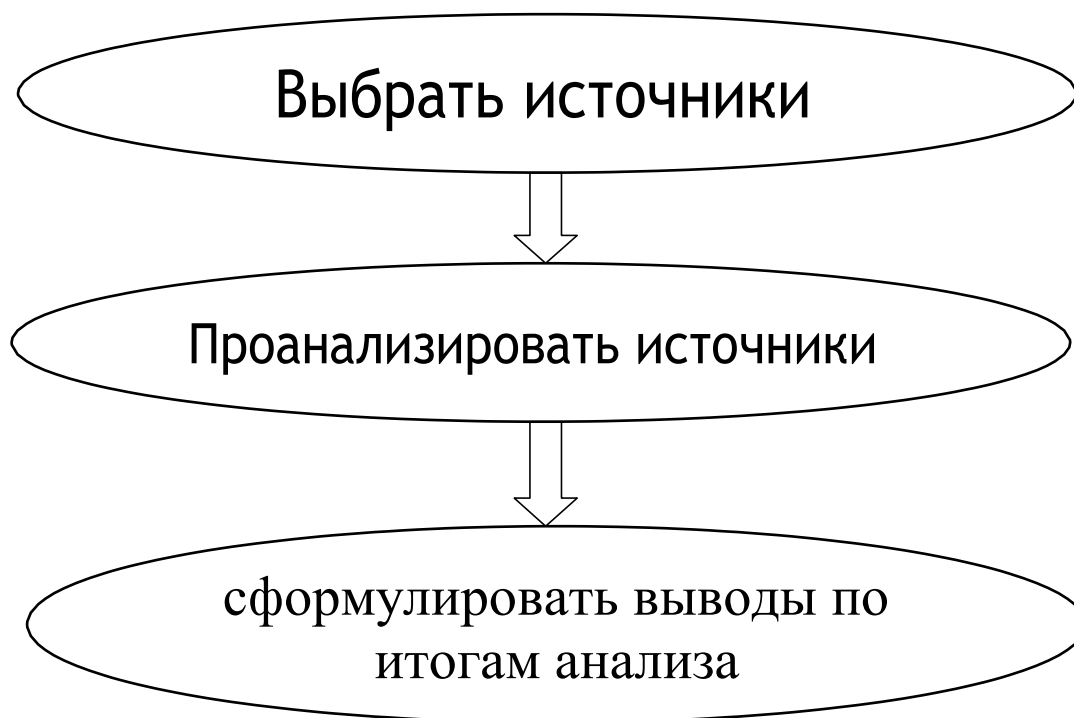 Выбрать источники
Проанализировать источники
сформулировать выводы по
итогам анализа